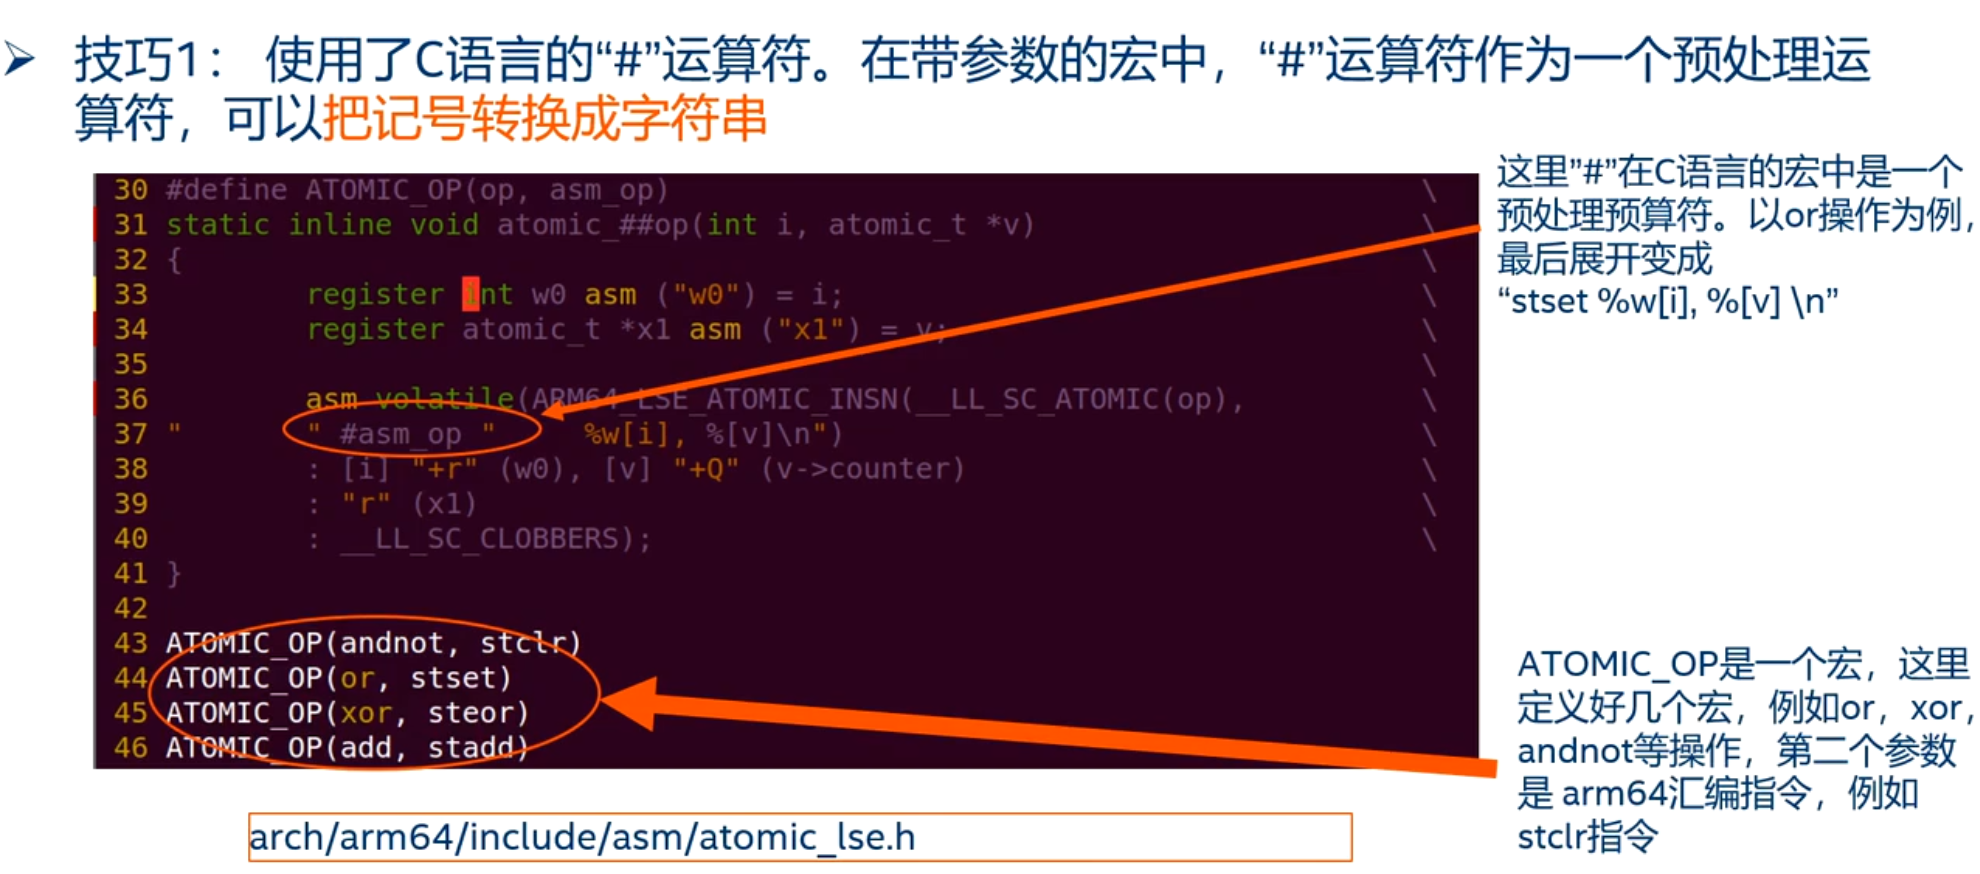 ➤ 技巧1： 使用了C语言的“#”运算符。在带参数的宏中，“#”运算符作为一个预处理运
算符，可以把记号转换成字符串
这里”#”在C语言的宏中是一个
预处理预算符。以or操作为例，
最后展开变成
“stset %w[i], %[v] \n”
30 #define ATOMIC_OP(op, asm_op) \
31 static inline void atomic_##op(int i, atomic_t *v) \
32 { \
33         register int w0 asm ("w0") = i; \
34         register atomic_t *x1 asm ("x1") = v; \
35 \
36         asm volatile(ARM64_LSE_ATOMIC_INSN(__LL_SC_ATOMIC(op), \
37 "       " #asm_op "     %w[i], %[v]\n") \
38         : [i] "+r" (w0), [v] "+Q" (v->counter) \
39         : "r" (x1) \
40         : __LL_SC_CLOBBERS); \
41 }
42
43 ATOMIC_OP(andnot, stclr)
44 ATOMIC_OP(or, stset)
45 ATOMIC_OP(xor, steor)
46 ATOMIC_OP(add, stadd)
ATOMIC_OP是一个宏，这里
定义好几个宏，例如or，xor，
andnot等操作，第二个参数
是 arm64汇编指令，例如
stclr指令
arch/arm64/include/asm/atomic_lse.h